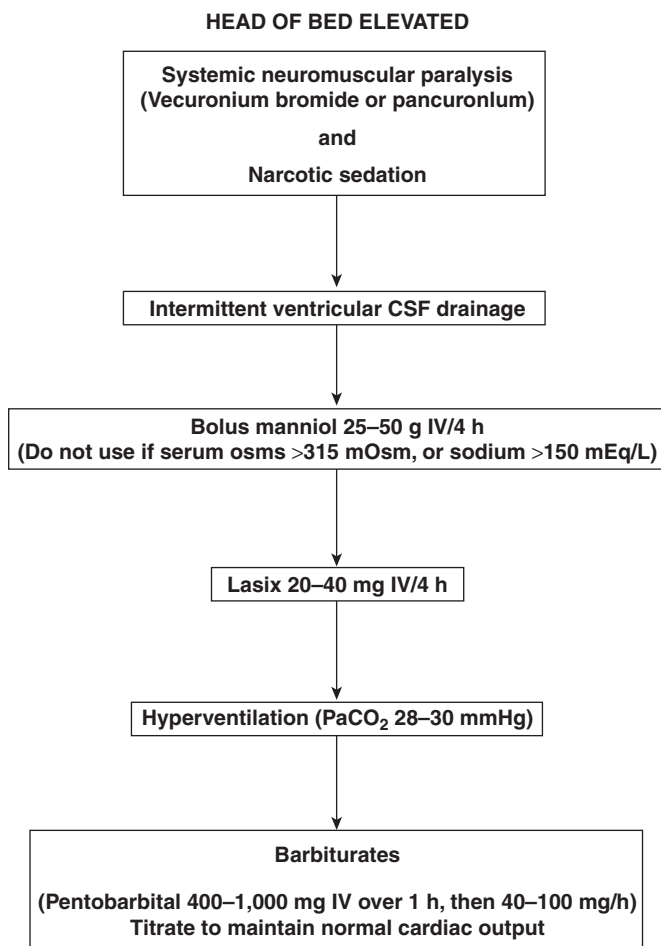 HEAD OF BED ELEVATED
Systemic neuromuscular paralysis
(Vecuronium bromide or pancuronlum)
and
Narcotic sedation
Intermittent ventricular CSF drainage
Bolus manniol 25–50 g IV/4 h
(Do not use if serum osms >315 mOsm, or sodium >150 mEq/L)
Lasix 20–40 mg IV/4 h
Hyperventilation (PaCO₂ 28–30 mmHg)
Barbiturates
(Pentobarbital 400–1,000 mg IV over 1 h, then 40–100 mg/h)
Titrate to maintain normal cardiac output